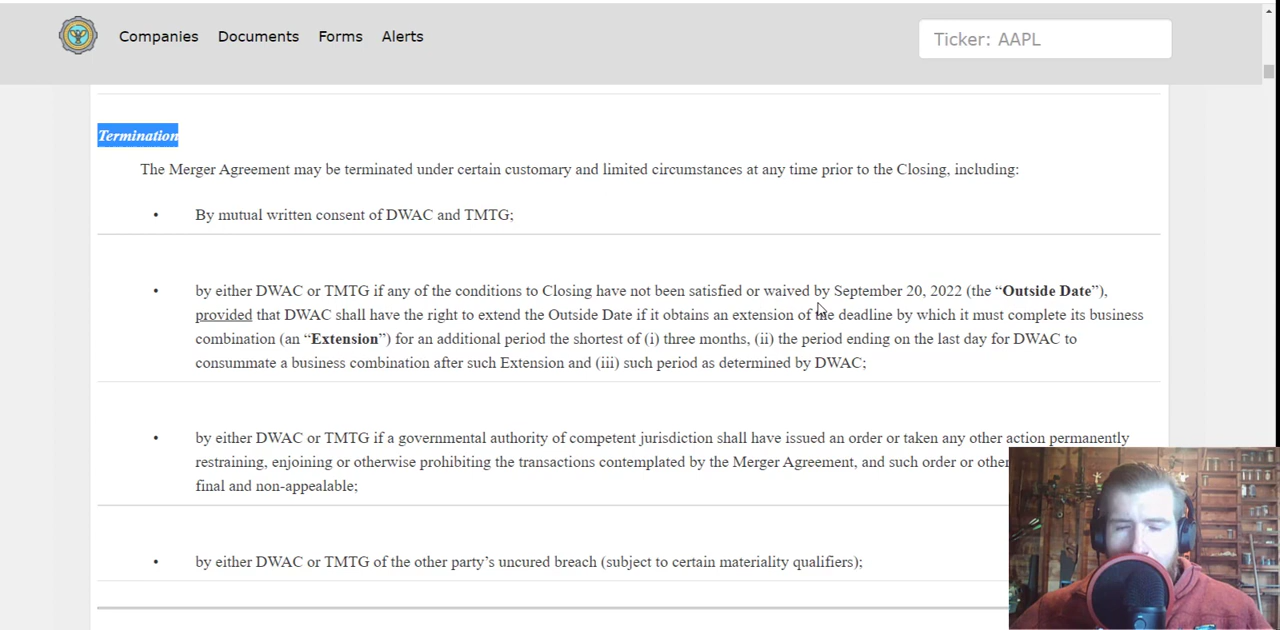 Companies Documents Forms Alerts Ticker: AAPL
Termination
The Merger Agreement may be terminated under certain customary and limited circumstances at any time prior to the Closing, including:
• By mutual written consent of DWAC and TMTG;
• by either DWAC or TMTG if any of the conditions to Closing have not been satisfied or waived by September 20, 2022 (the “Outside Date”),
provided that DWAC shall have the right to extend the Outside Date if it obtains an extension of the deadline by which it must complete its business
combination (an “Extension”) for an additional period the shortest of (i) three months, (ii) the period ending on the last day for DWAC to
consummate a business combination after such Extension and (iii) such period as determined by DWAC;
• by either DWAC or TMTG if a governmental authority of competent jurisdiction shall have issued an order or taken any other action permanently
restraining, enjoining or otherwise prohibiting the transactions contemplated by the Merger Agreement, and such order or other
final and non-appealable;
• by either DWAC or TMTG of the other party’s uncured breach (subject to certain materiality qualifiers);